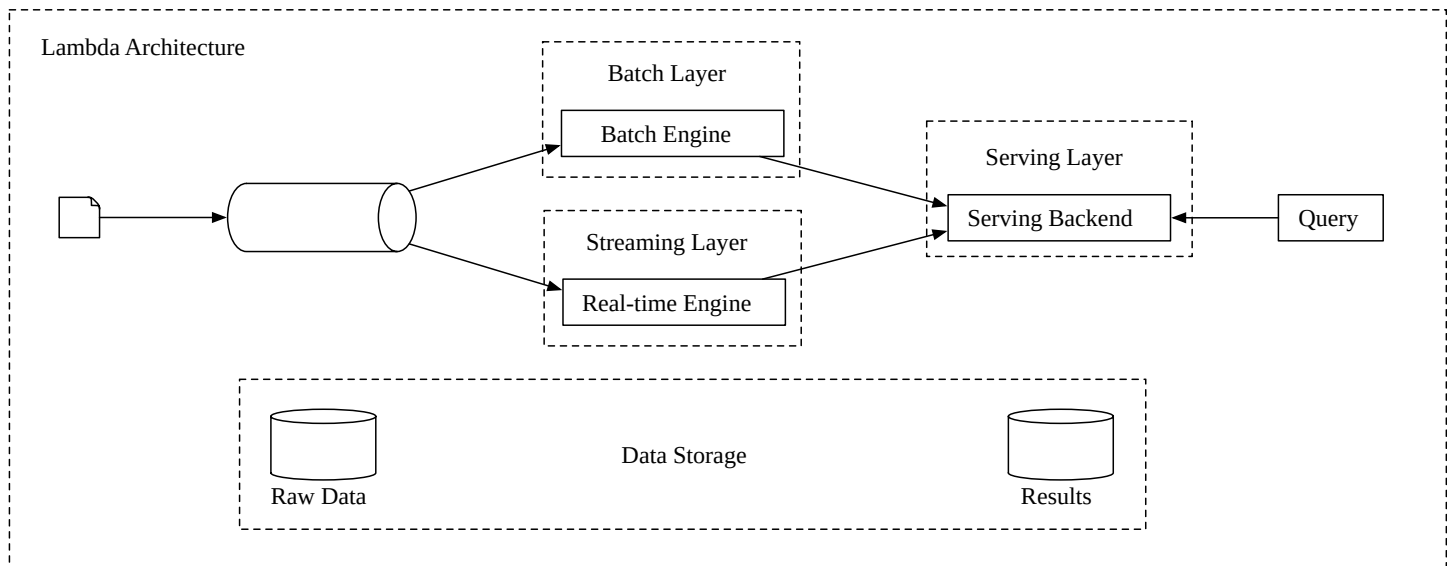 Lambda Architecture
Batch Layer
Batch Engine
Streaming Layer
Real-time Engine
Serving Layer
Serving Backend
Query
Data Storage
Raw Data
Results